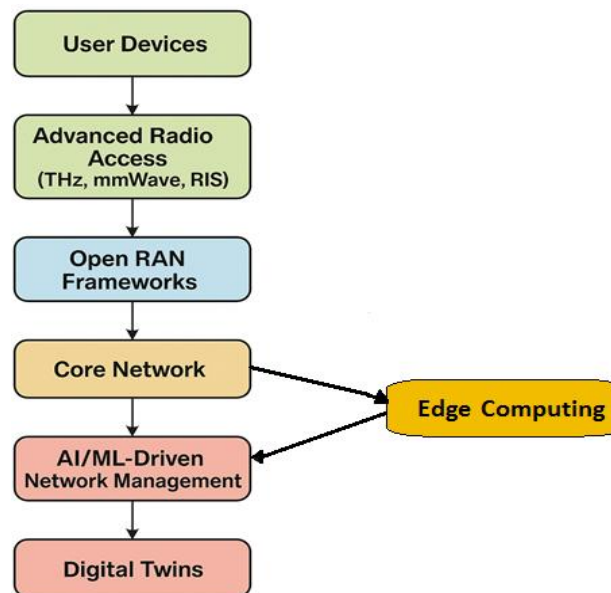 User Devices
Advanced Radio
Access
(THz, mmWave, RIS)
Open RAN
Frameworks
Core Network
Edge Computing
AI/ML-Driven
Network Management
Digital Twins